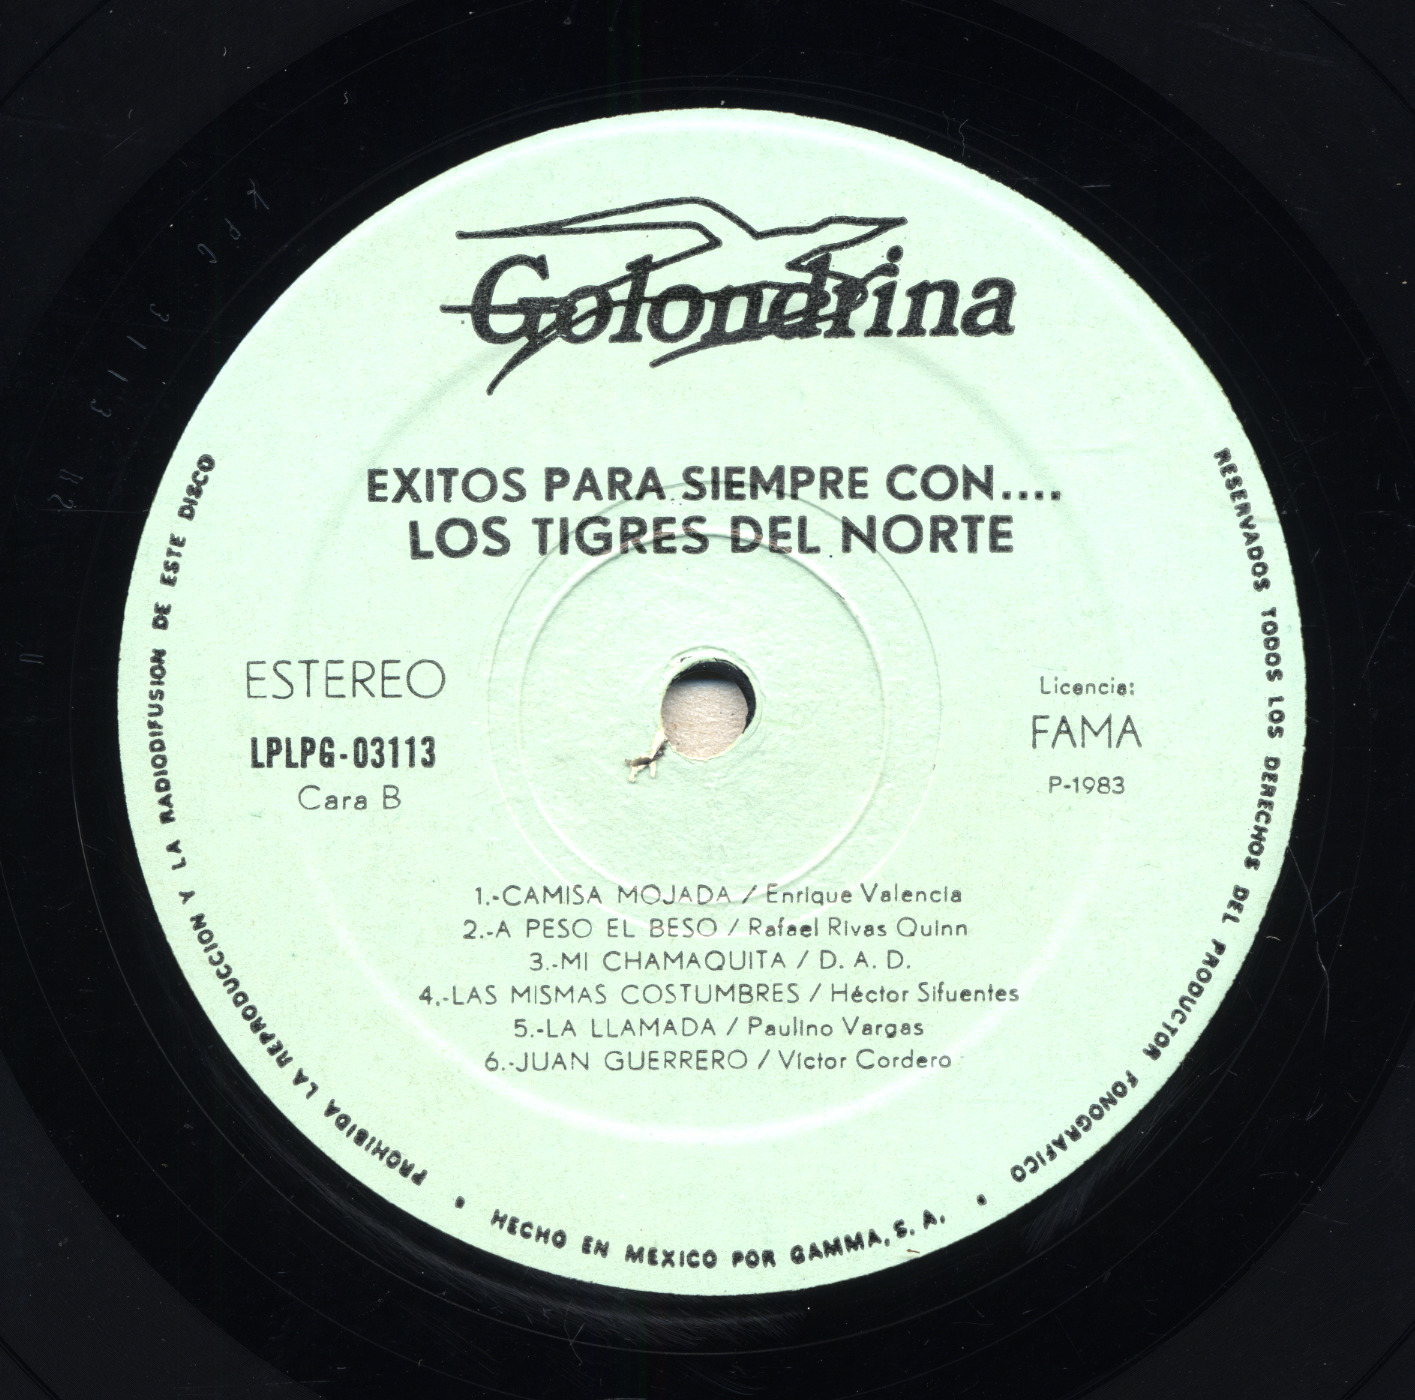 Golondrina
EXITOS PARA SIEMPRE CON....
LOS TIGRES DEL NORTE
ESTEREO
LPLPG-03113
Cara B
Licencia:
FAMA
P-1983
1.-CAMISA MOJADA / Enrique Valencia
2.-A PESO EL BESO / Rafael Rivas Quinn
3.-MI CHAMAQUITA / D. A. D.
4.-LAS MISMAS COSTUMBRES / Héctor Sifuentes
5.-LA LLAMADA / Paulino Vargas
6.-JUAN GUERRERO / Víctor Cordero
RESERVADOS TODOS LOS DERECHOS DEL PRODUCTOR FONOGRAFICO • HECHO EN MEXICO POR GAMMA, S. A. • PROHIBIDA LA REPRODUCCION Y LA RADIODIFUSION DE ESTE DISCO